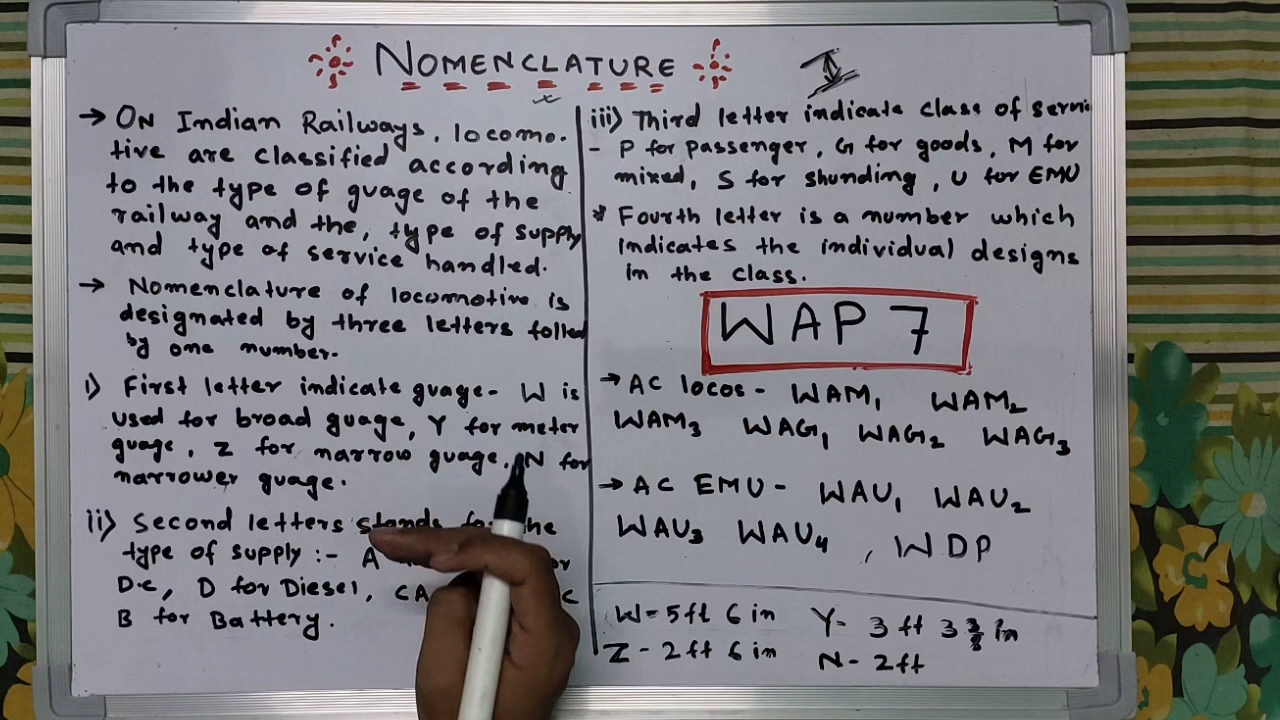 NOMENCLATURE
→ ON Indian Railways, locomo-
tive are classified according
to the type of guage of the
railway and the, type of supply
and type of service handled.
→ Nomenclature of locomotive is
designated by three letters folled
by one number.
i) First letter indicate guage- W is
used for broad guage, Y for meter
guage, Z for narrow guage, N for
narrower guage.
ii) Second letters stands for the
type of supply :- A
DC, D for Diesel, CA
B for Battery.
iii) Third letter indicate class of servi
- P for passenger, G for goods, M for
mixed, S for shunding, U for EMU
* Fourth letter is a number which
indicates the individual designs
in the class.
WAP 7
→ AC locos - WAM1 WAM2
WAM3 WAG1 WAG2 WAG3
→ AC EMU - WAU1 WAU2
WAU3 WAU4, WDP
W = 5ft 6 in Y- 3 ft 3 3/8 in
Z - 2ft 6 in N- 2ft